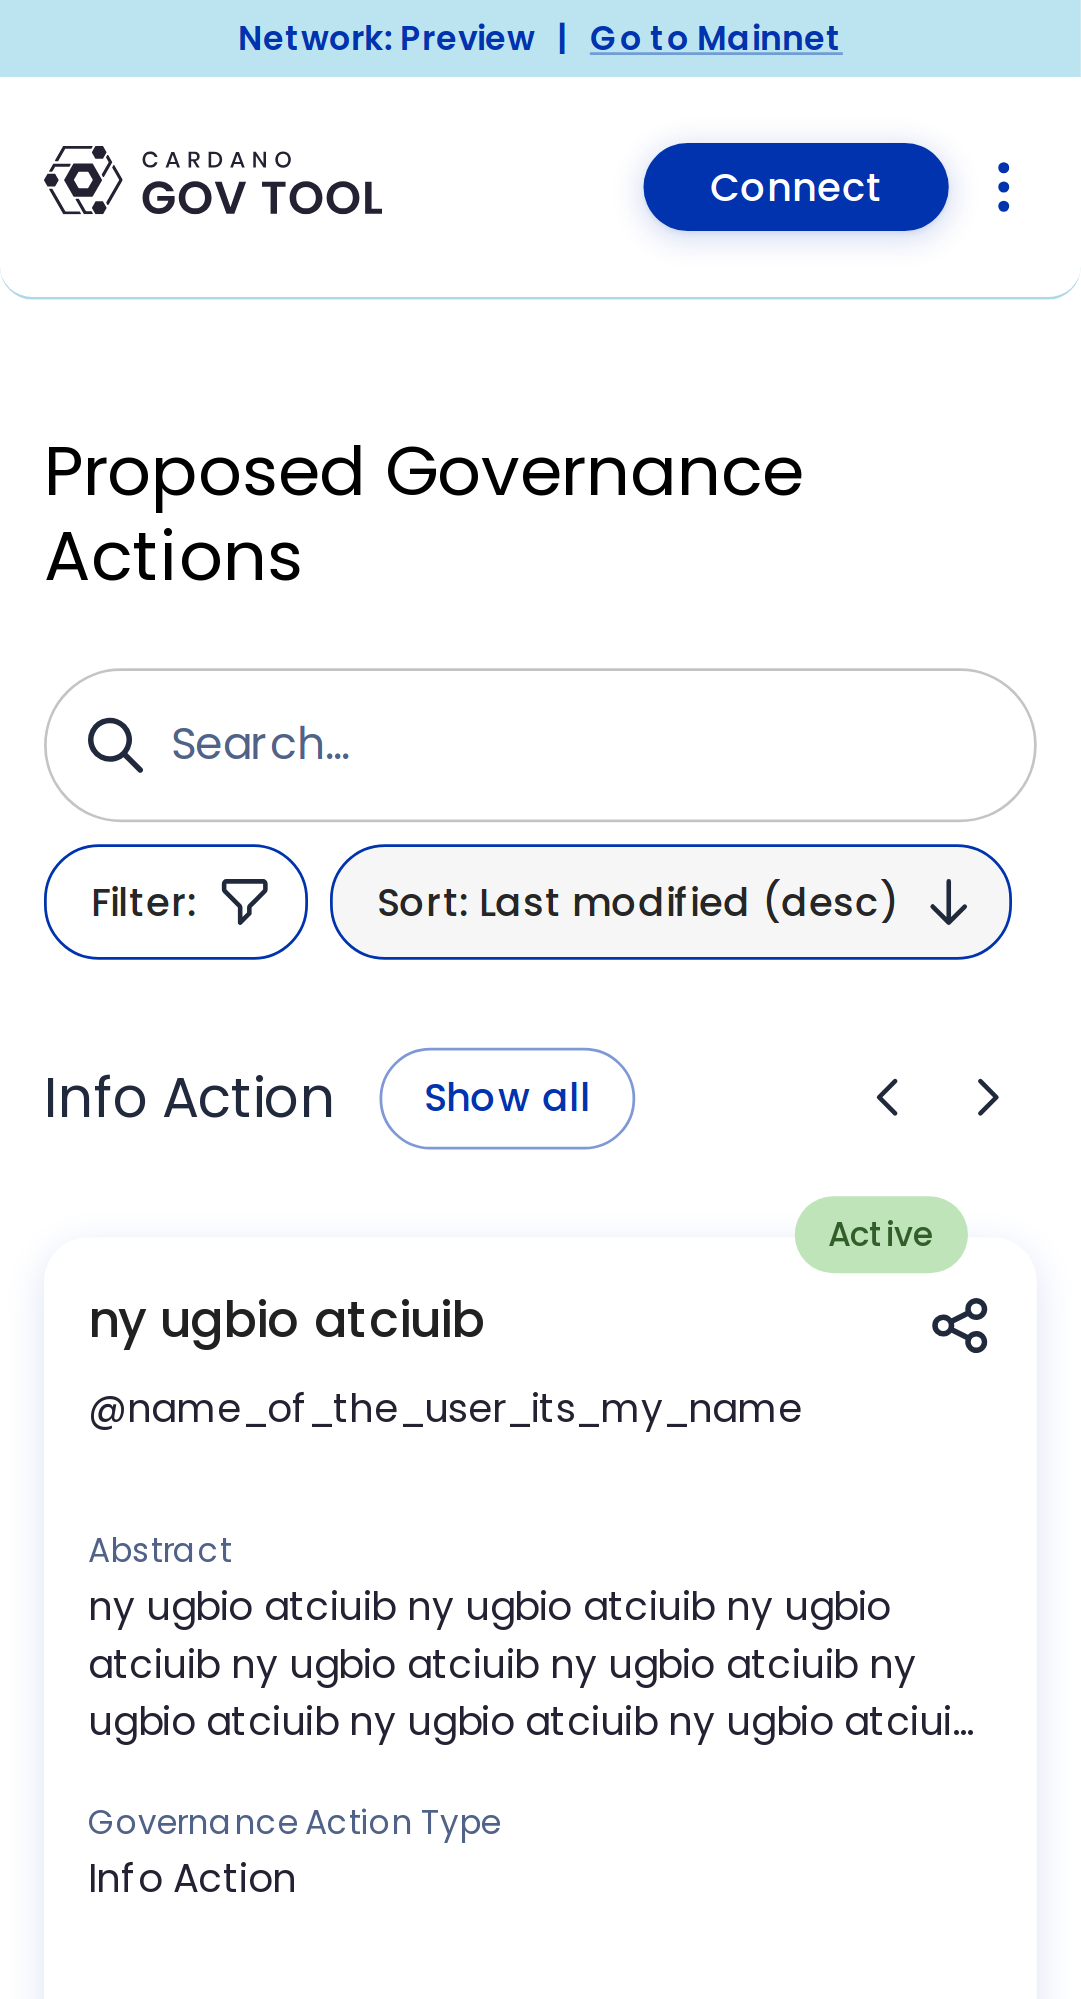 Network: Preview | Go to Mainnet
CARDANO
GOV TOOL
Connect
Proposed Governance
Actions
Search...
Filter:
Sort: Last modified (desc)
Info Action
Show all
Active
ny ugbio atciuib
@name_of_the_user_its_my_name
Abstract
ny ugbio atciuib ny ugbio atciuib ny ugbio
atciuib ny ugbio atciuib ny ugbio atciuib ny
ugbio atciuib ny ugbio atciuib ny ugbio atciui...
Governance Action Type
Info Action